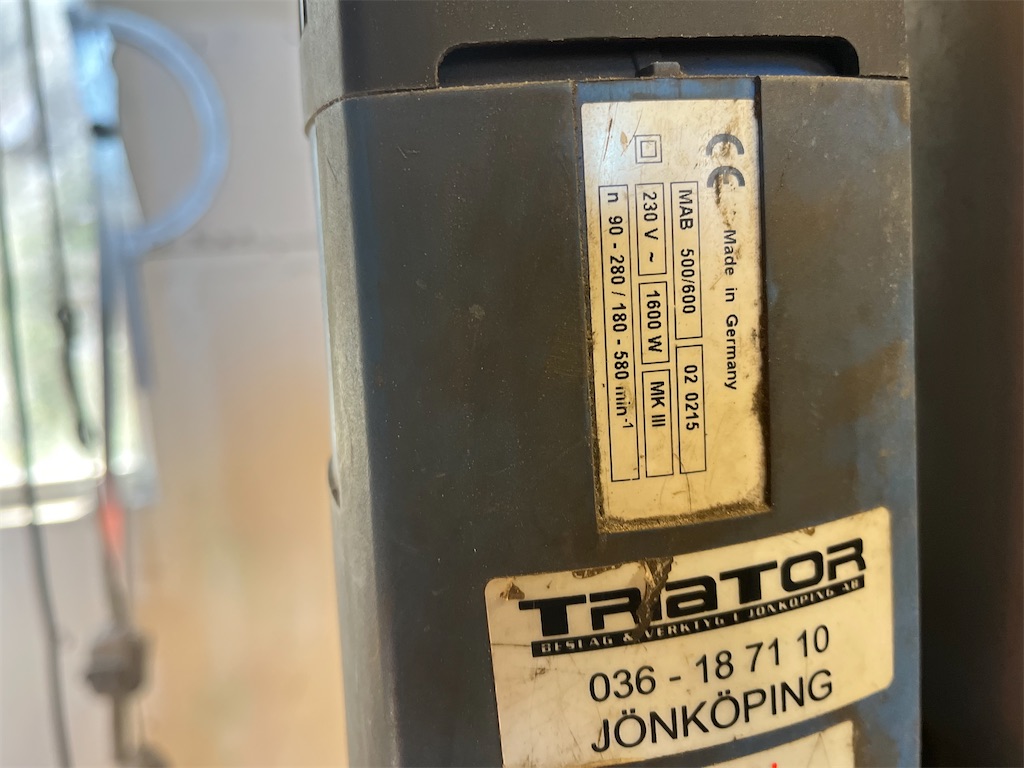 CE Made in Germany
MAB 500/600 02 0215
230 V ~ 1600 W MK III
n 90 - 280 / 180 - 580 min-1
TRaTOR
BESLAG & VERKTYG I JÖNKÖPING AB
036 - 18 71 10
JÖNKÖPING